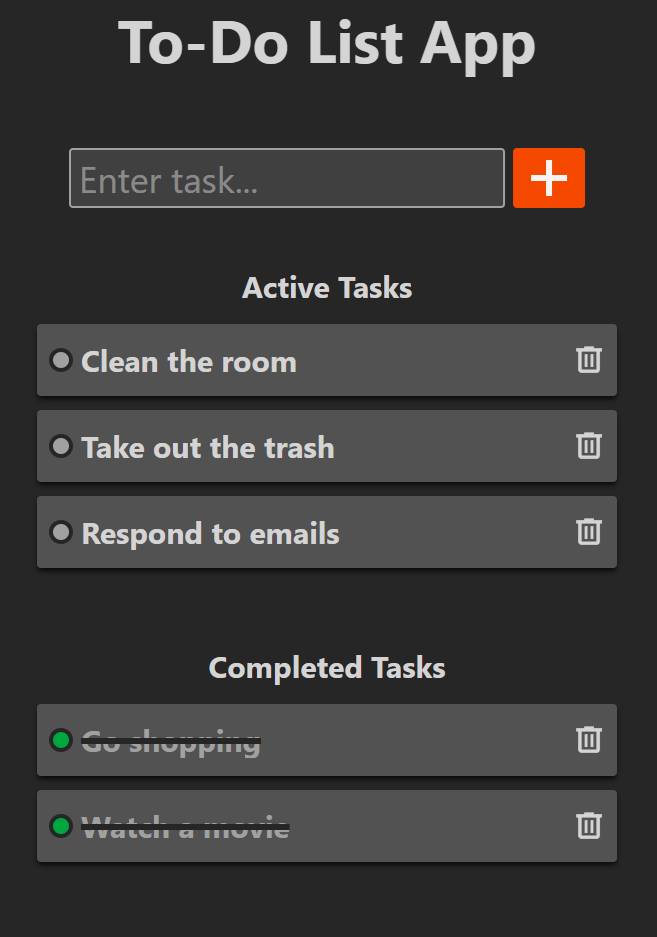 To-Do List App
Enter task...
Active Tasks
Clean the room
Take out the trash
Respond to emails
Completed Tasks
Go shopping
Watch a movie